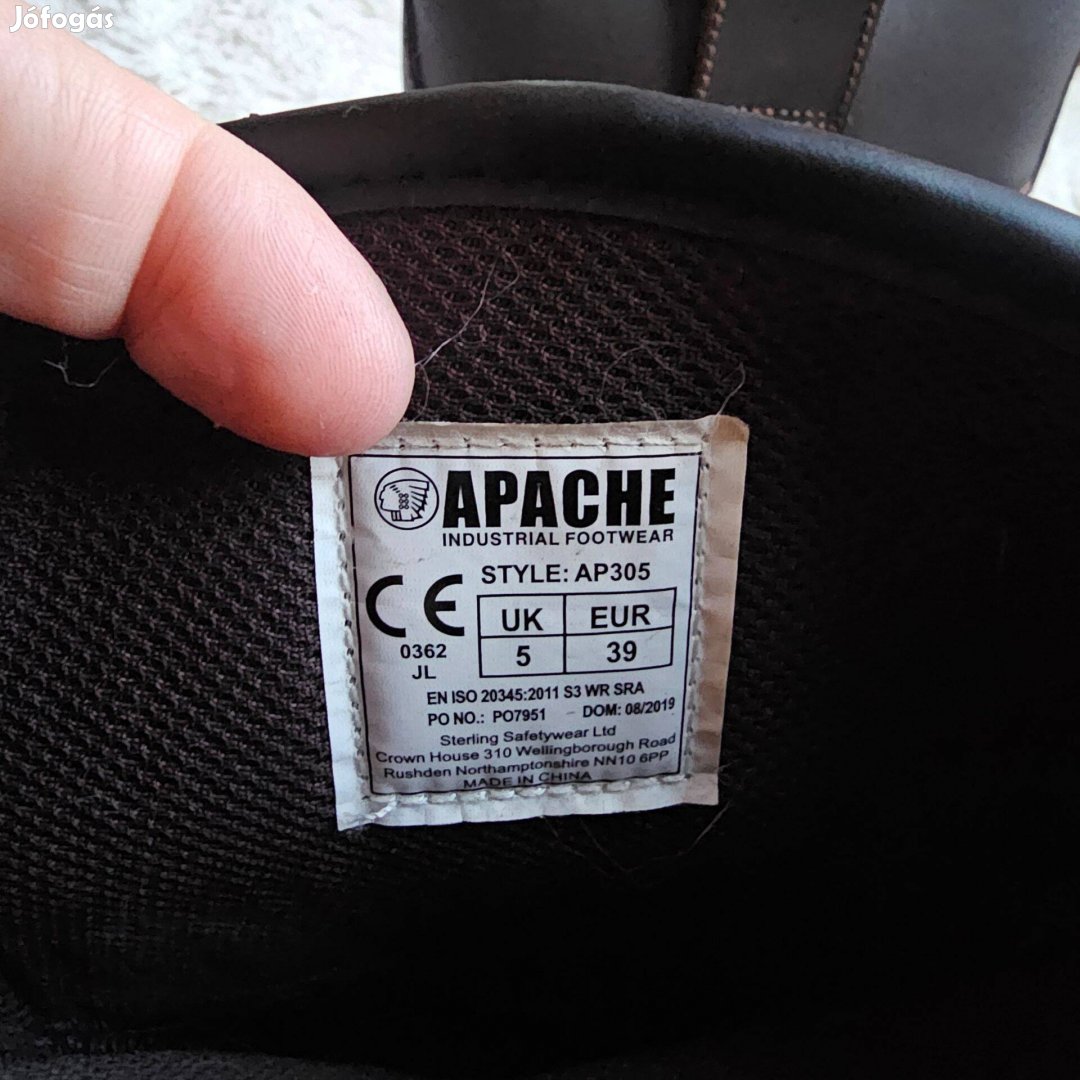 Jófogás
APACHE
INDUSTRIAL FOOTWEAR
STYLE: AP305
CE
UK EUR
5 39
0362
JL
EN ISO 20345:2011 S3 WR SRA
PO NO.: PO7951 - DOM: 08/2019
Sterling Safetywear Ltd
Crown House 310 Wellingborough Road
Rushden Northamptonshire NN10 6PP
MADE IN CHINA